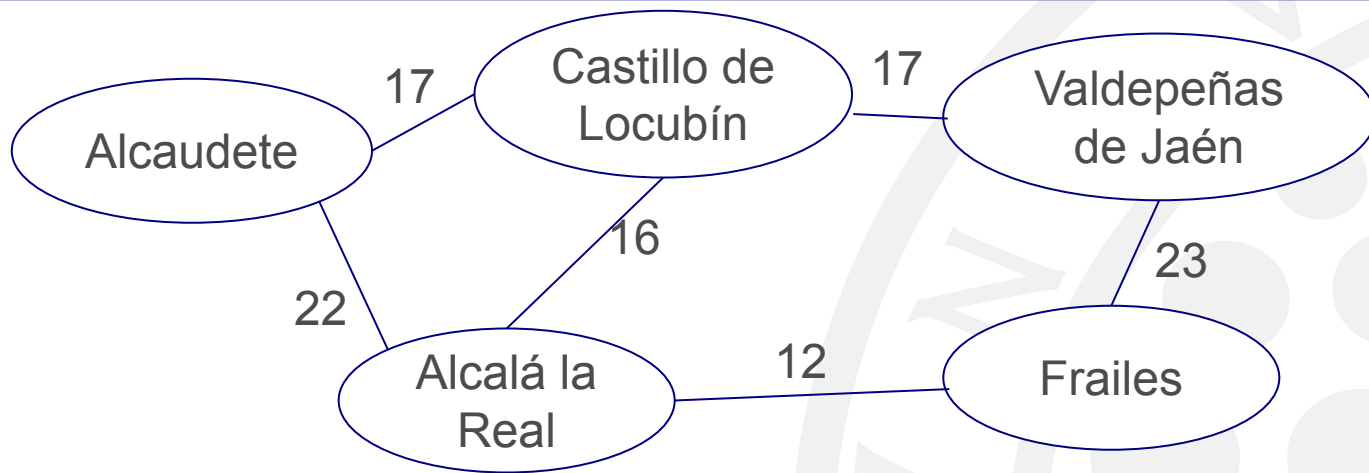 17
Castillo de
Locubín
17
Valdepeñas
de Jaén
Alcaudete
16
23
22
Alcalá la
Real
12
Frailes